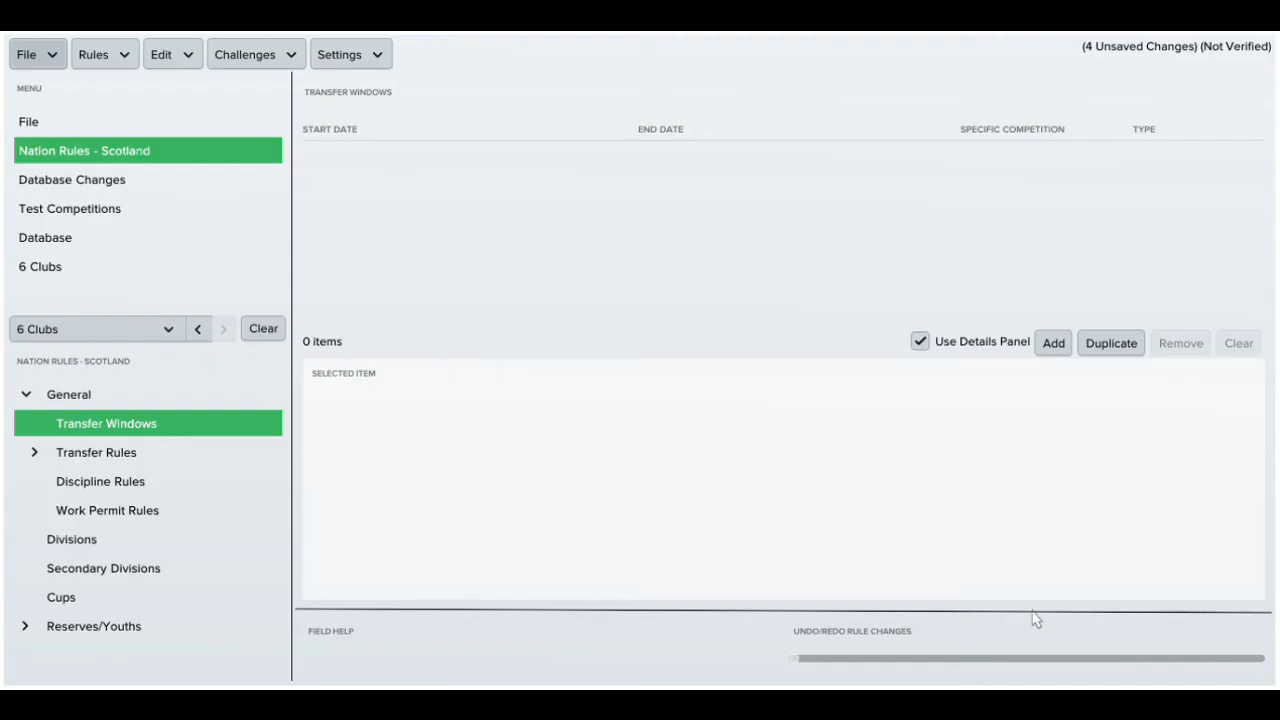 File
Rules
Edit
Challenges
Settings
(4 Unsaved Changes) (Not Verified)
MENU
File
Nation Rules - Scotland
Database Changes
Test Competitions
Database
6 Clubs
6 Clubs
Clear
NATION RULES - SCOTLAND
General
Transfer Windows
Transfer Rules
Discipline Rules
Work Permit Rules
Divisions
Secondary Divisions
Cups
Reserves/Youths
TRANSFER WINDOWS
START DATE
END DATE
SPECIFIC COMPETITION
TYPE
0 items
Use Details Panel
Add
Duplicate
Remove
Clear
SELECTED ITEM
FIELD HELP
UNDO/REDO RULE CHANGES